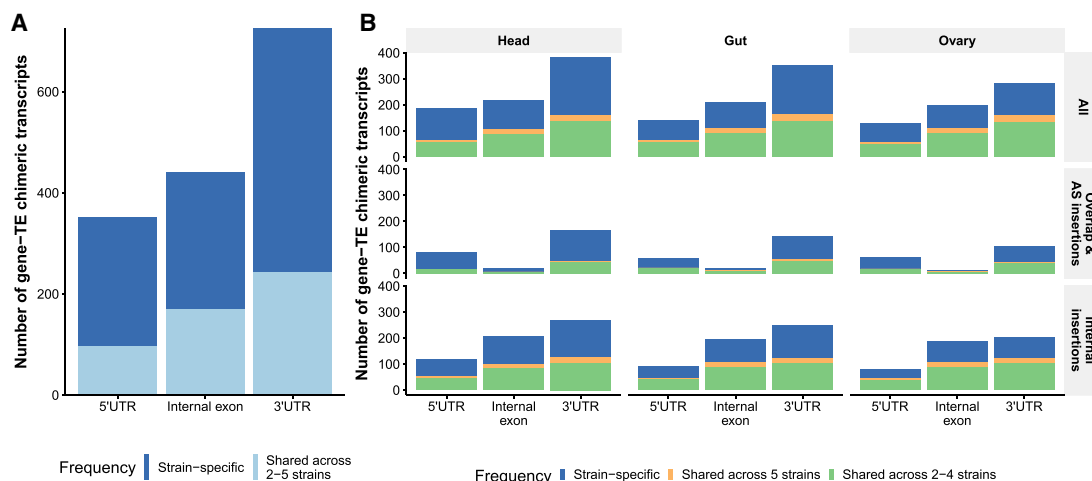 A
Number of gene−TE chimeric transcripts
600
400
200
0
5'UTR
Internal exon
3'UTR
Frequency
Strain−specific
Shared across
2−5 strains
B
Number of gene−TE chimeric transcripts
Head
Gut
Ovary
400
300
200
100
0
All
400
300
200
100
0
Overlap &
AS insertions
400
300
200
100
0
Internal
insertions
5'UTR
Internal
exon
3'UTR
5'UTR
Internal
exon
3'UTR
5'UTR
Internal
exon
3'UTR
Frequency
Strain−specific
Shared across 5 strains
Shared across 2−4 strains